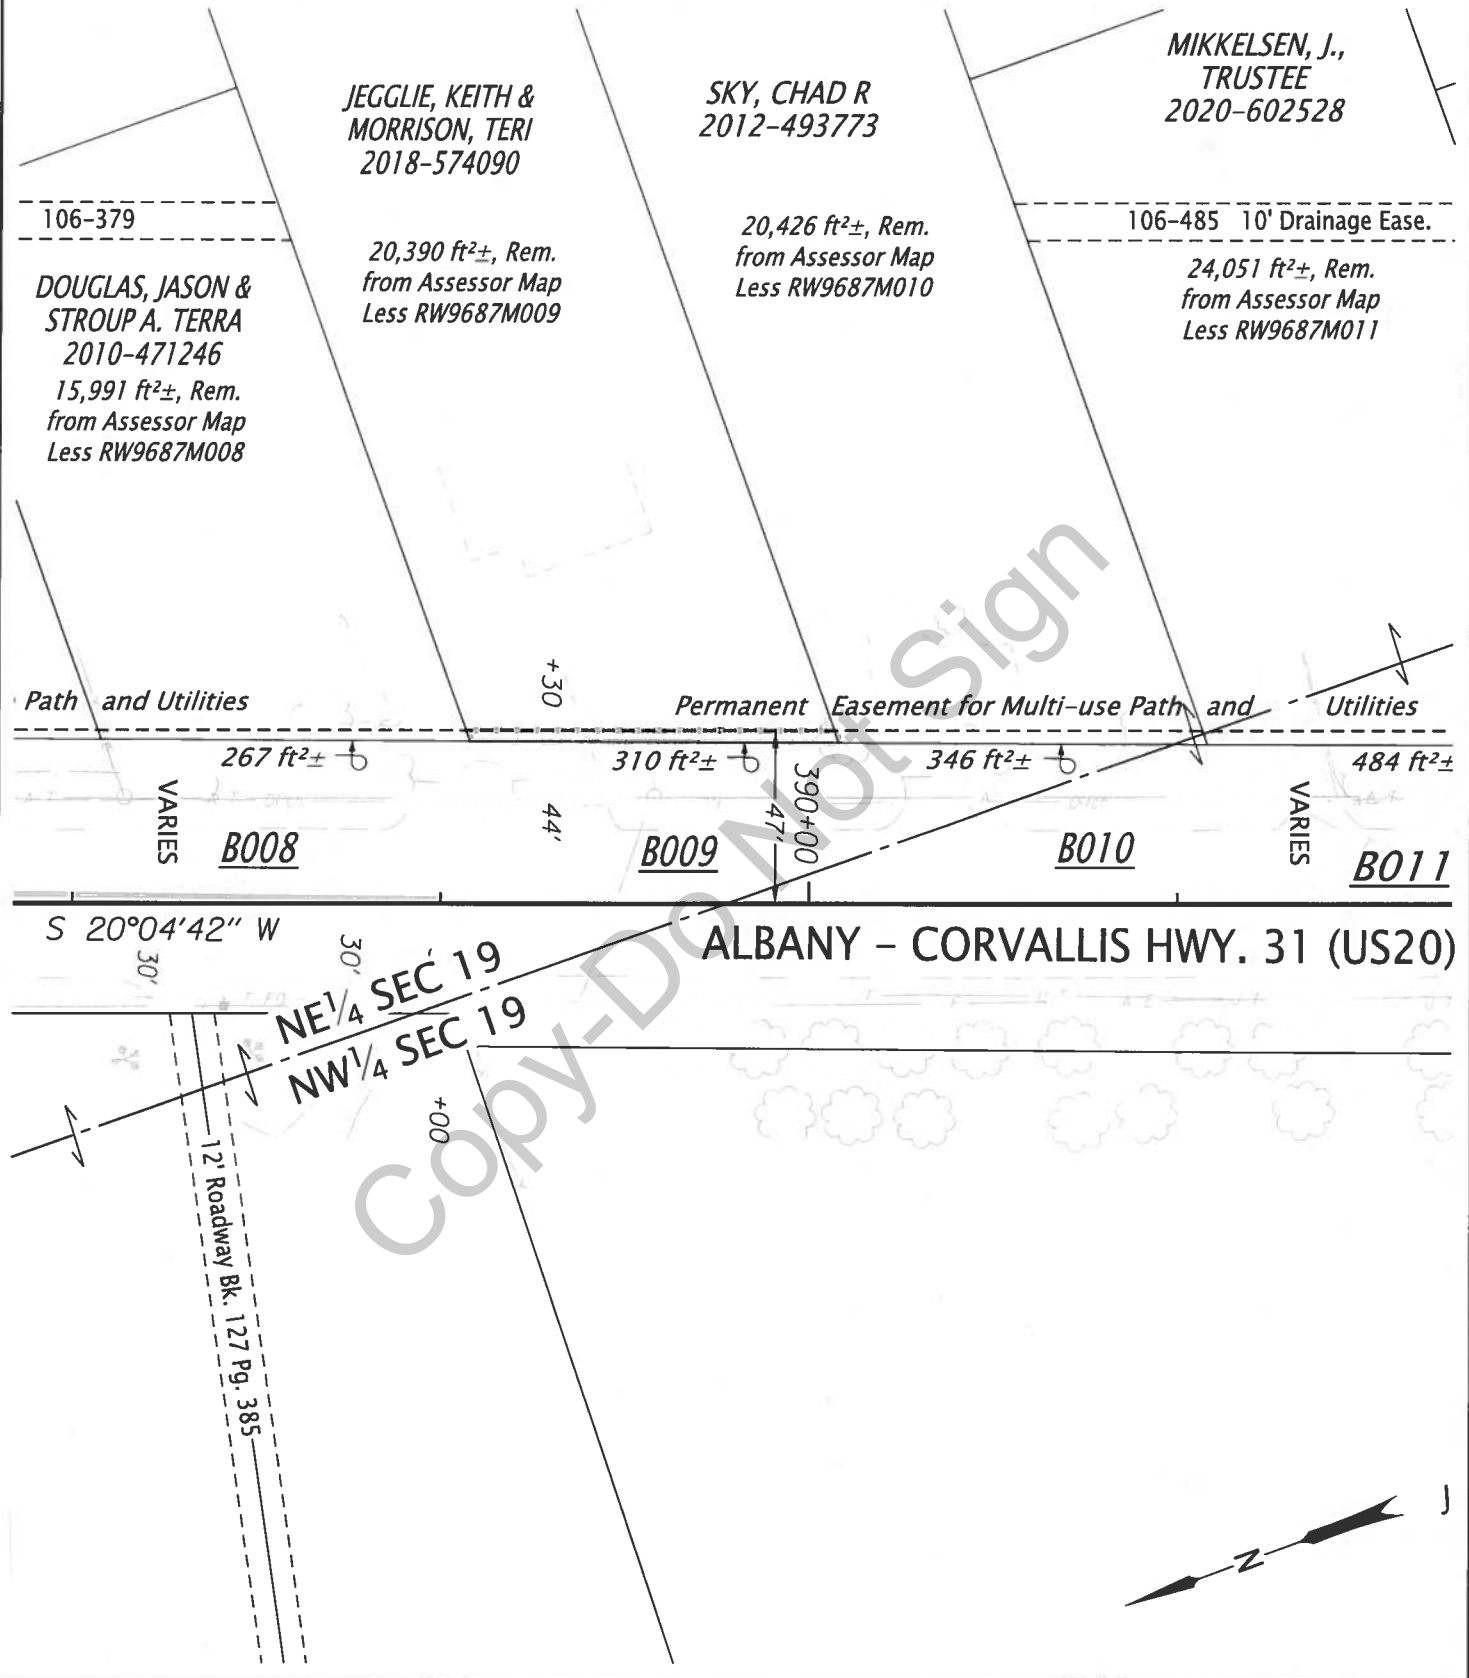 JEGGLIE, KEITH &
MORRISON, TERI
2018-574090
SKY, CHAD R
2012-493773
MIKKELSEN, J.,
TRUSTEE
2020-602528
106-379
106-485 10' Drainage Ease.
20,390 ft²±, Rem.
from Assessor Map
Less RW9687M009
20,426 ft²±, Rem.
from Assessor Map
Less RW9687M010
24,051 ft²±, Rem.
from Assessor Map
Less RW9687M011
DOUGLAS, JASON &
STROUP A. TERRA
2010-471246
15,991 ft²±, Rem.
from Assessor Map
Less RW9687M008
+30
Path and Utilities
Permanent Easement for Multi-use Path and Utilities
267 ft²±
310 ft²±
346 ft²±
484 ft²±
VARIES
44'
47'
390+00
VARIES
B008
B009
B010
B011
S 20°04'42" W
ALBANY - CORVALLIS HWY. 31 (US20)
30'
30'
NE1/4 SEC 19
NW1/4 SEC 19
+00
12' Roadway Bk. 127 Pg. 385
N
Copy-Do Not Sign